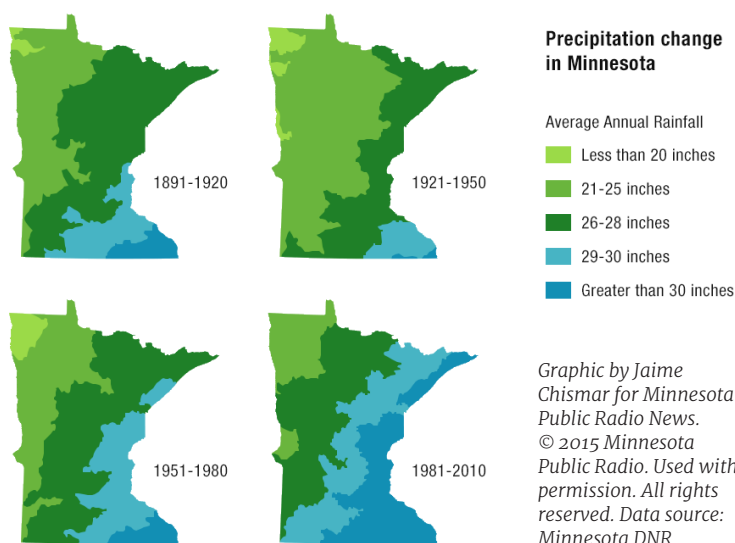 Precipitation change
in Minnesota
Average Annual Rainfall
Less than 20 inches
21-25 inches
26-28 inches
29-30 inches
Greater than 30 inches
1891-1920
1921-1950
1951-1980
1981-2010
Graphic by Jaime
Chismar for Minnesota
Public Radio News.
© 2015 Minnesota
Public Radio. Used with
permission. All rights
reserved. Data source:
Minnesota DNR